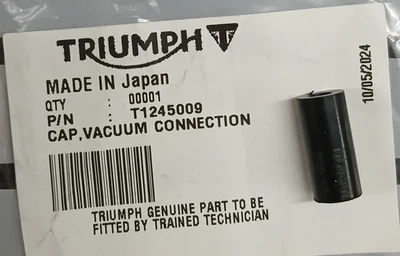 TRIUMPH T
MADE IN Japan
QTY : 00001
P/N : T1245009
CAP,VACUUM CONNECTION
TRIUMPH GENUINE PART TO BE
FITTED BY TRAINED TECHNICIAN
10/05/2024